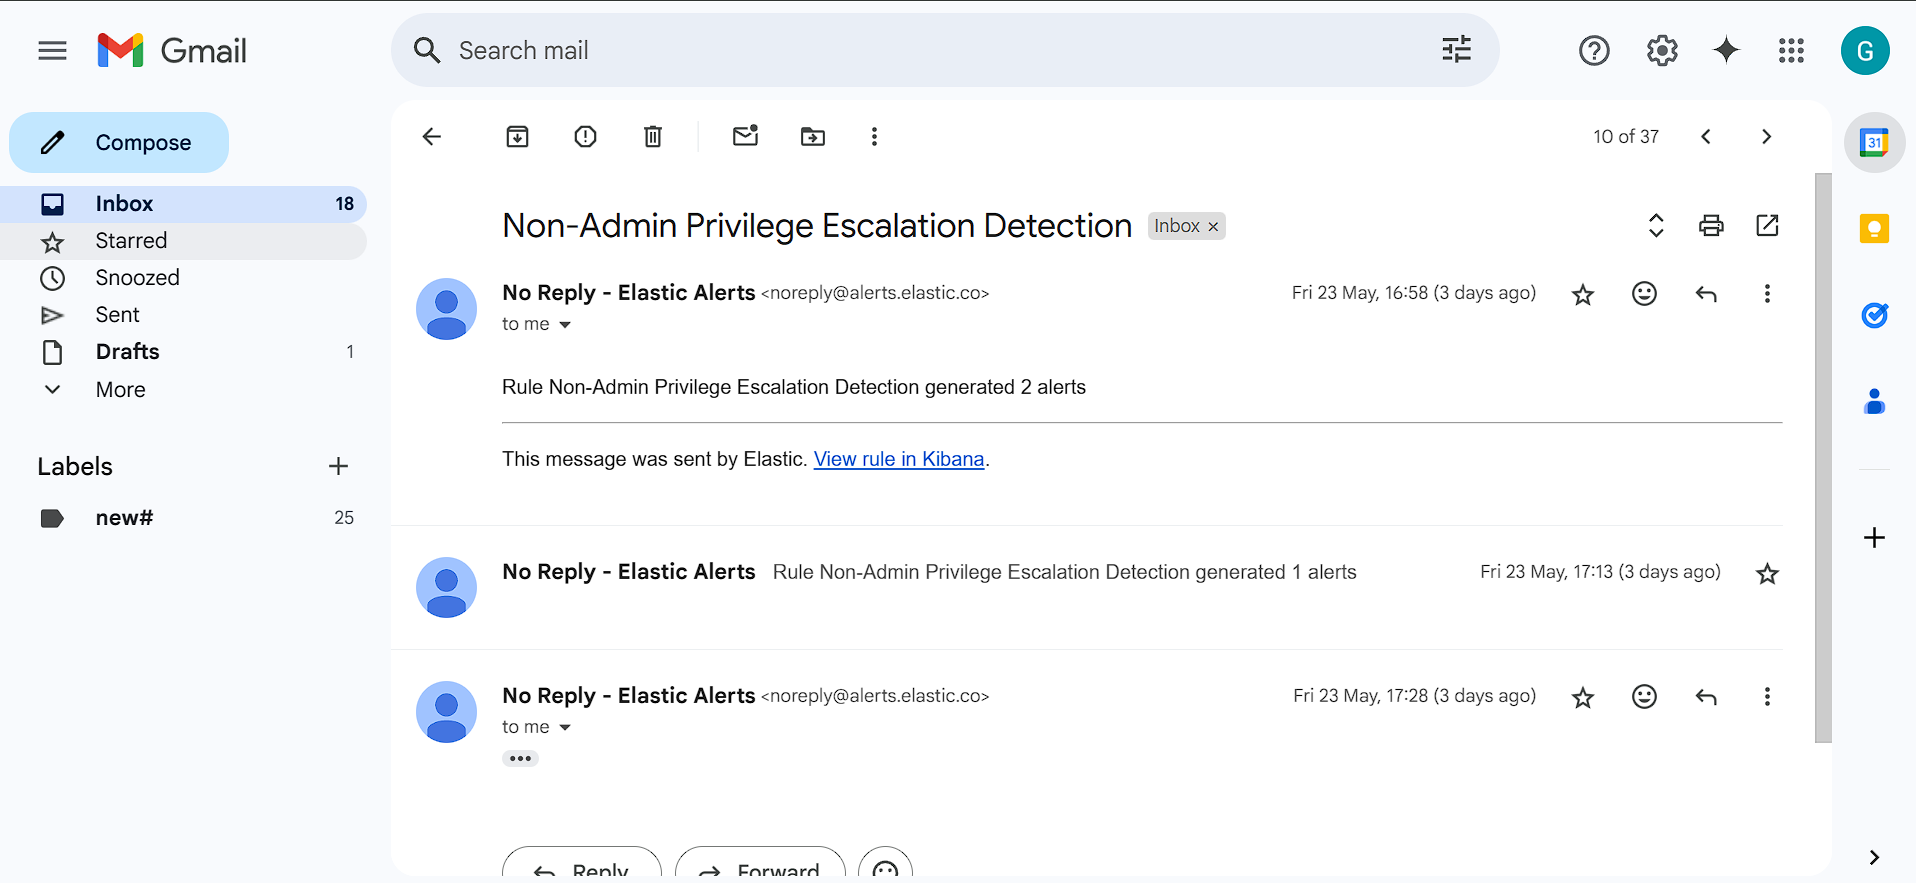 Gmail
Search mail
G
Compose
Inbox 18
Starred
Snoozed
Sent
Drafts 1
More
Labels
new# 25
10 of 37
31
Non-Admin Privilege Escalation Detection Inbox ×
No Reply - Elastic Alerts <noreply@alerts.elastic.co> Fri 23 May, 16:58 (3 days ago)
to me
Rule Non-Admin Privilege Escalation Detection generated 2 alerts
This message was sent by Elastic. View rule in Kibana.
No Reply - Elastic Alerts Rule Non-Admin Privilege Escalation Detection generated 1 alerts Fri 23 May, 17:13 (3 days ago)
No Reply - Elastic Alerts <noreply@alerts.elastic.co> Fri 23 May, 17:28 (3 days ago)
to me
Reply Forward